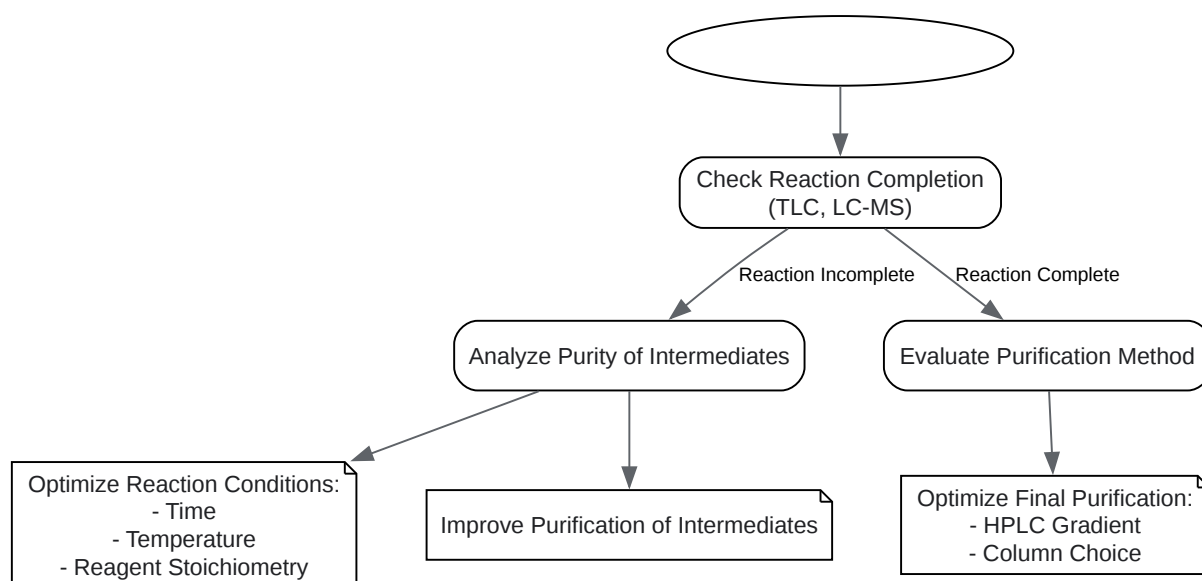 Check Reaction Completion
(TLC, LC-MS)
Reaction Incomplete
Reaction Complete
Analyze Purity of Intermediates
Evaluate Purification Method
Optimize Reaction Conditions:
- Time
- Temperature
- Reagent Stoichiometry
Improve Purification of Intermediates
Optimize Final Purification:
- HPLC Gradient
- Column Choice